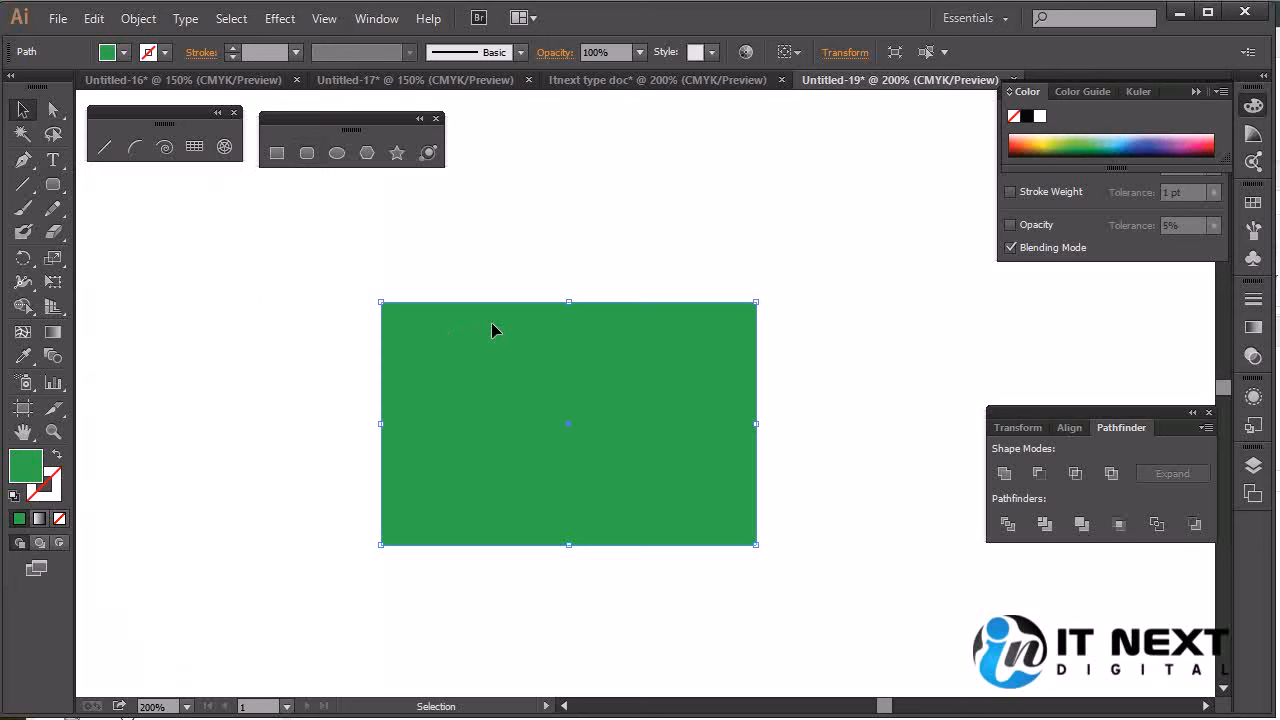 Ai File Edit Object Type Select Effect View Window Help Br Essentials
Path Stroke: Basic Opacity: 100% Style: Transform
Untitled-16* @ 150% (CMYK/Preview) Untitled-17* @ 150% (CMYK/Preview) Itnext type doc* @ 200% (CMYK/Preview) Untitled-19* @ 200% (CMYK/Preview)
Color Color Guide Kuler
Stroke Weight Tolerance: 1 pt
Opacity Tolerance: 5%
Blending Mode
Transform Align Pathfinder
Shape Modes:
Expand
Pathfinders:
in IT NEXT
DIGITAL
200% 1 Selection